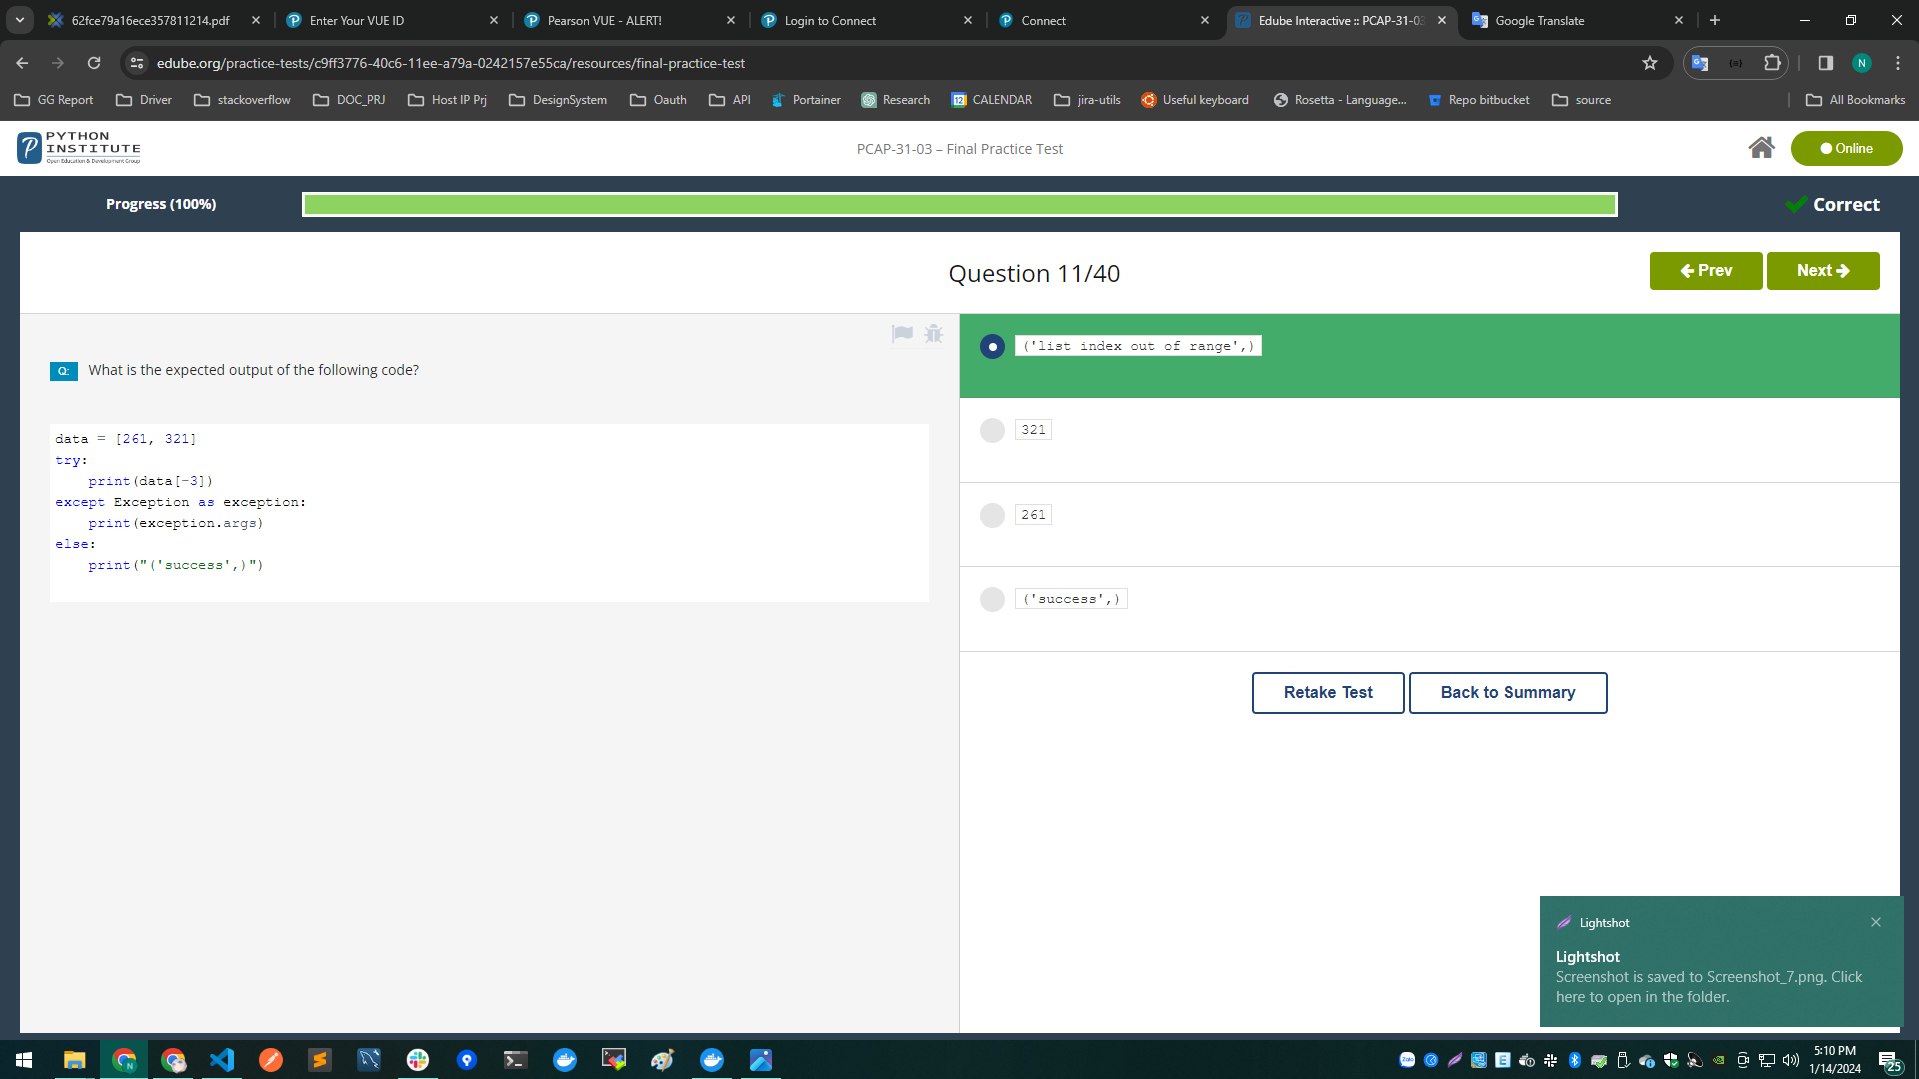 62fce79a16ece357811214.pdf
Enter Your VUE ID
Pearson VUE - ALERT!
Login to Connect
Connect
Edube Interactive :: PCAP-31-03
Google Translate
edube.org/practice-tests/c9ff3776-40c6-11ee-a79a-0242157e55ca/resources/final-practice-test
N
GG Report
Driver
stackoverflow
DOC_PRJ
Host IP Prj
DesignSystem
Oauth
API
Portainer
Research
CALENDAR
jira-utils
Useful keyboard
Rosetta - Language...
Repo bitbucket
source
All Bookmarks
PYTHON
INSTITUTE
Open Education & Development Group
PCAP-31-03 – Final Practice Test
Online
Progress (100%)
Correct
Question 11/40
Prev
Next
Q:
What is the expected output of the following code?
data = [261, 321]
try:
    print(data[-3])
except Exception as exception:
    print(exception.args)
else:
    print("('success',)")
('list index out of range',)
321
261
('success',)
Retake Test
Back to Summary
Lightshot
Lightshot
Screenshot is saved to Screenshot_7.png. Click
here to open in the folder.
5:10 PM
1/14/2024
25